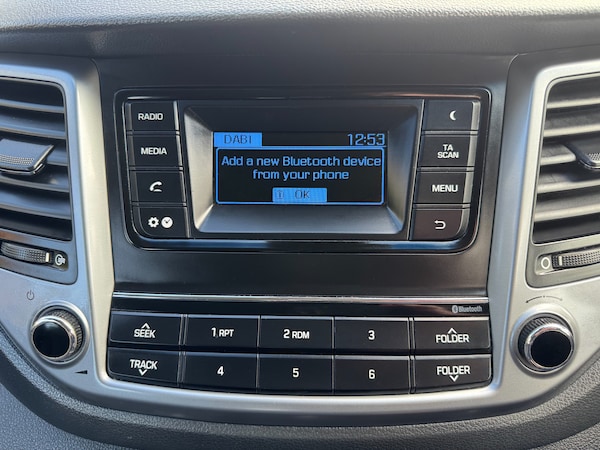 RADIO
MEDIA
DAB1 12:53
Add a new Bluetooth device
from your phone
OK
TA
SCAN
MENU
Bluetooth
SEEK
1 RPT
2 RDM
3
FOLDER
TRACK
4
5
6
FOLDER